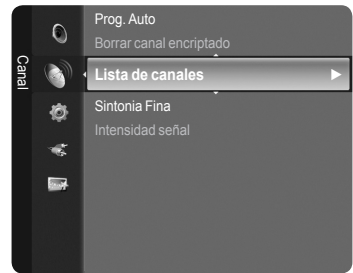 Canal
Prog. Auto
Borrar canal encriptado
Lista de canales
Sintonia Fina
Intensidad señal